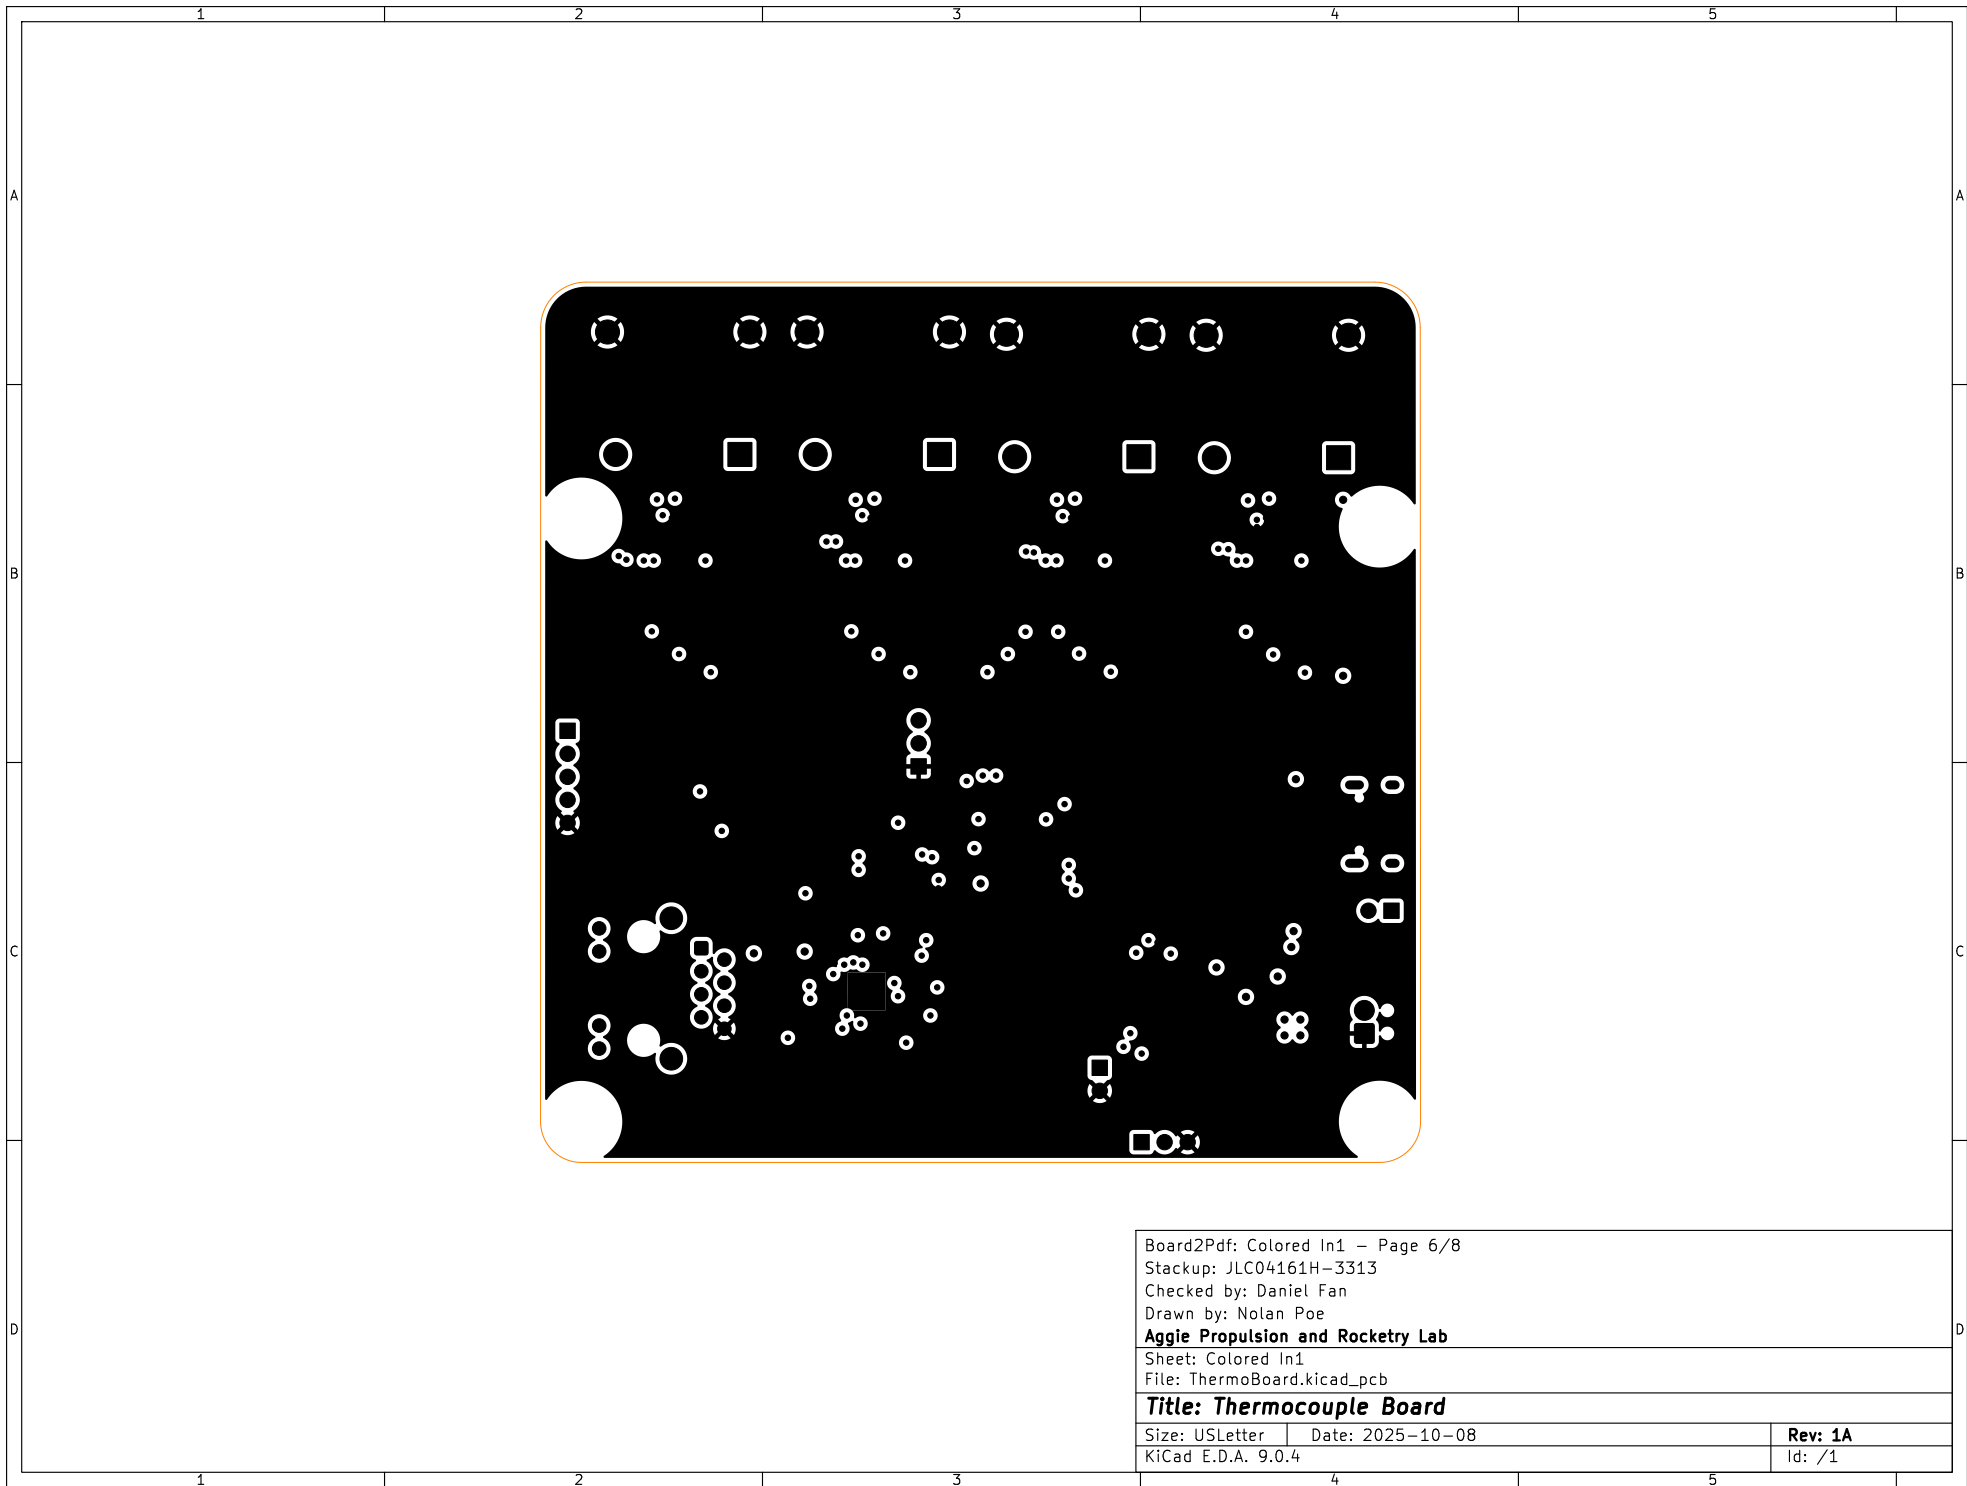 1 2 3 4 5
A A
B B
C C
D D
Board2Pdf: Colored In1 - Page 6/8
Stackup: JLC04161H-3313
Checked by: Daniel Fan
Drawn by: Nolan Poe
Aggie Propulsion and Rocketry Lab
Sheet: Colored In1
File: ThermoBoard.kicad_pcb
Title: Thermocouple Board
Size: USLetter Date: 2025-10-08 Rev: 1A
KiCad E.D.A. 9.0.4 Id: /1
1 2 3 4 5